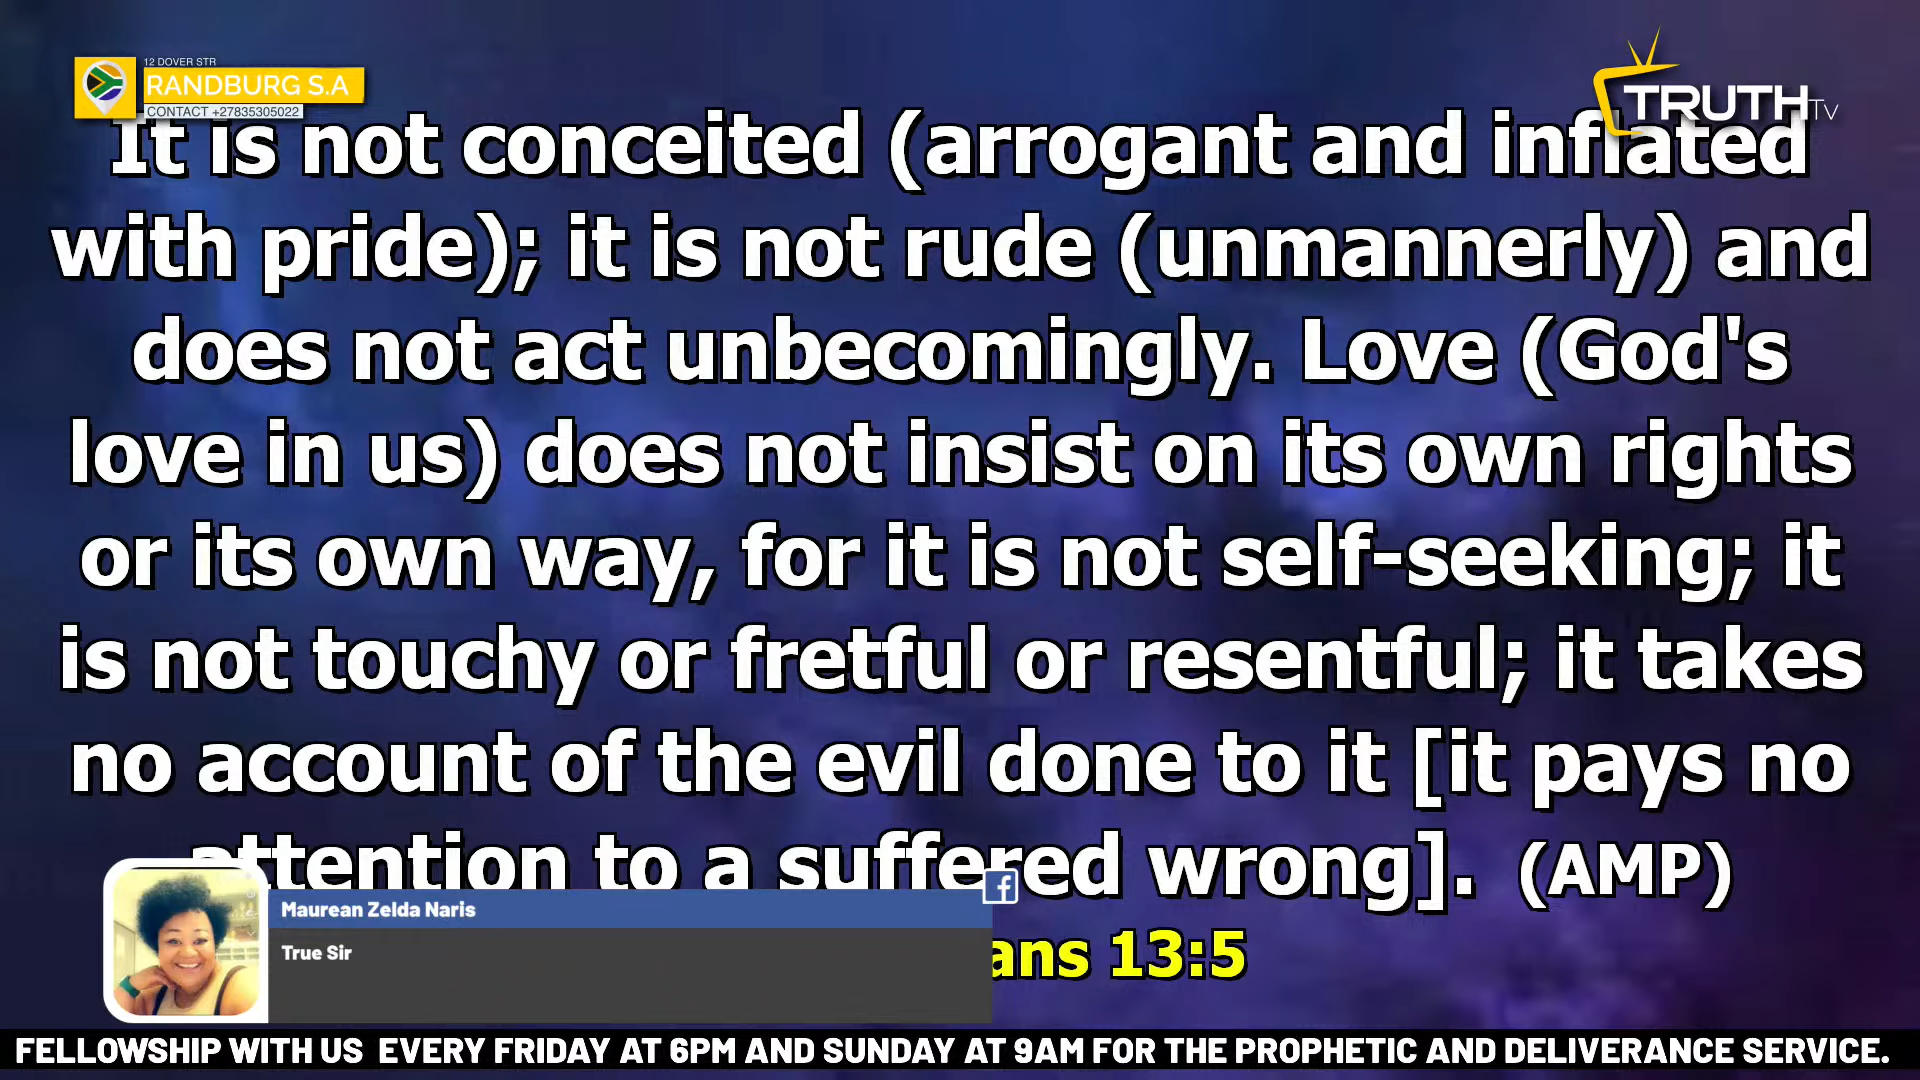 12 DOVER STR
RANDBURG S.A
CONTACT +27835305022
TRUTH TV
It is not conceited (arrogant and inflated
with pride); it is not rude (unmannerly) and
does not act unbecomingly. Love (God's
love in us) does not insist on its own rights
or its own way, for it is not self-seeking; it
is not touchy or fretful or resentful; it takes
no account of the evil done to it [it pays no
attention to a suffered wrong]. (AMP)
ans 13:5
Maurean Zelda Naris
True Sir
FELLOWSHIP WITH US EVERY FRIDAY AT 6PM AND SUNDAY AT 9AM FOR THE PROPHETIC AND DELIVERANCE SERVICE.